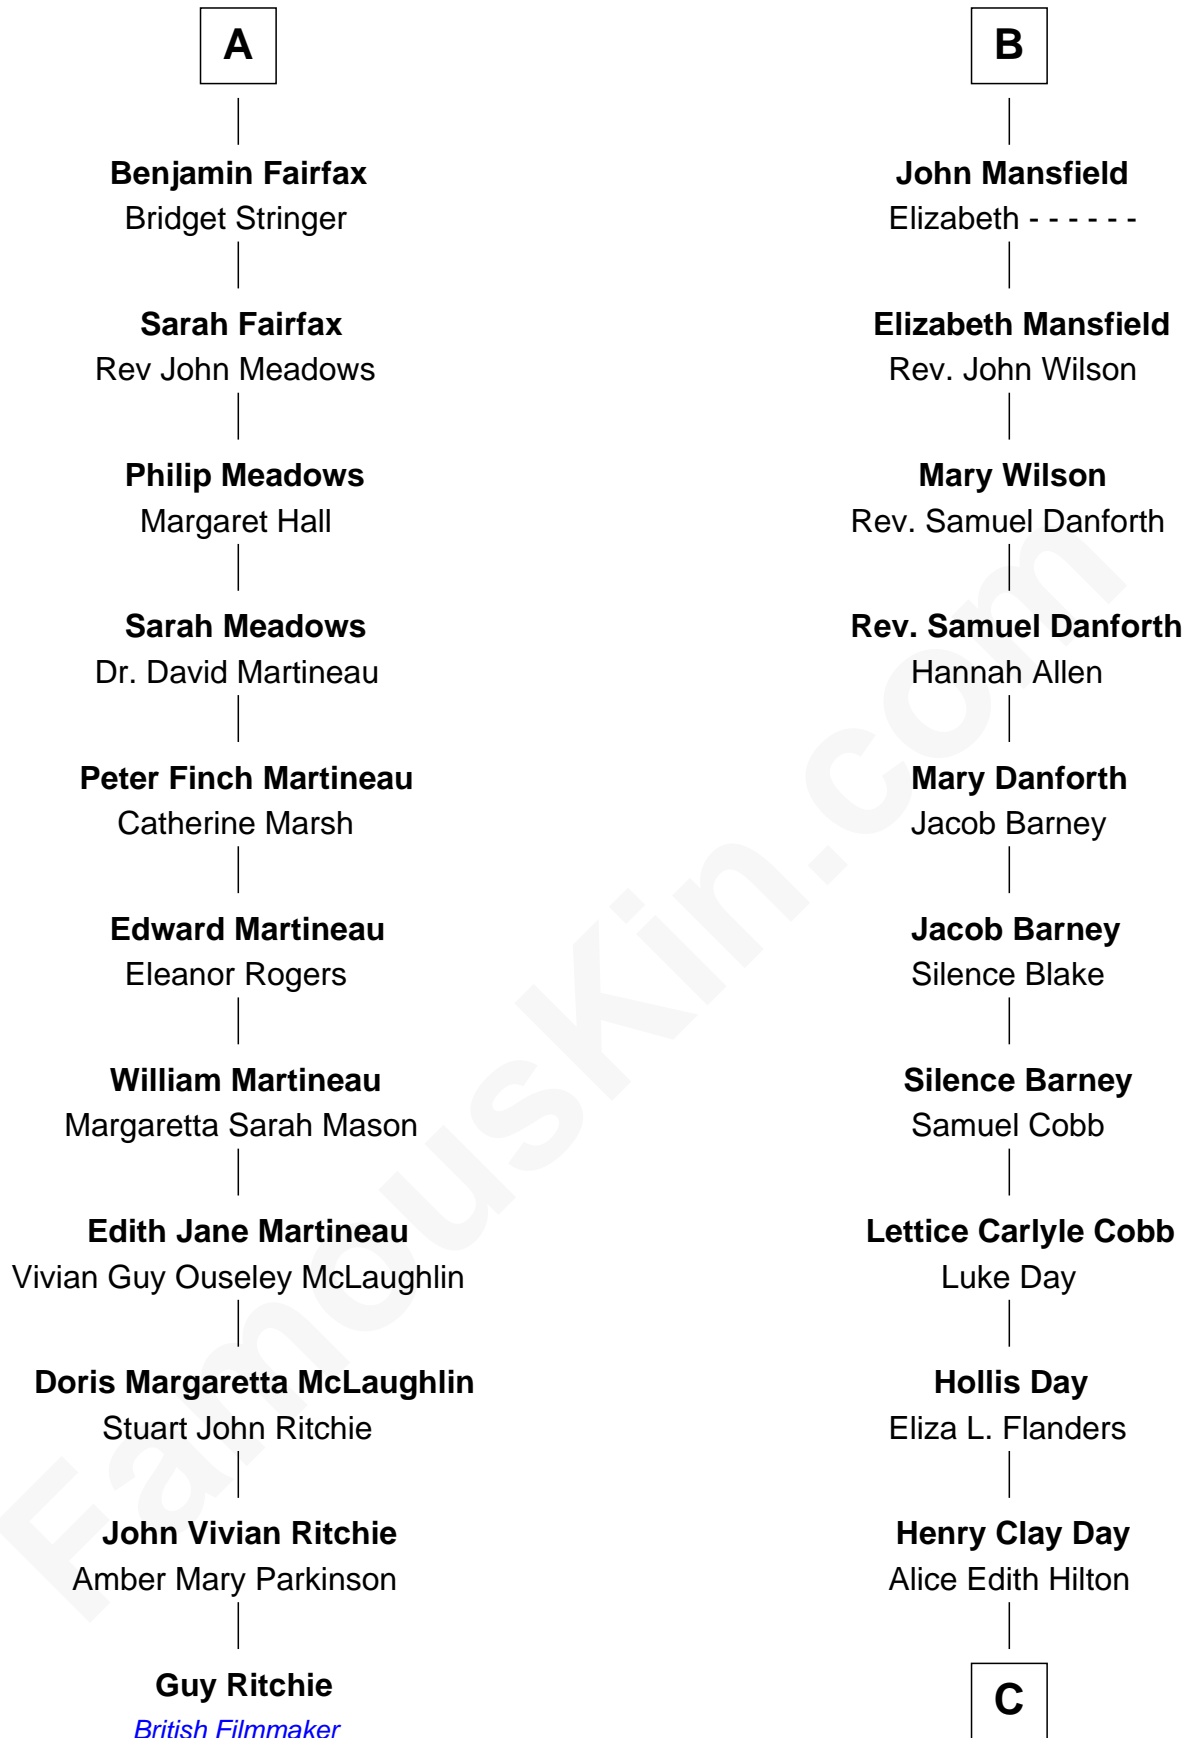 A
Benjamin Fairfax
Bridget Stringer
Sarah Fairfax
Rev John Meadows
Philip Meadows
Margaret Hall
Sarah Meadows
Dr. David Martineau
Peter Finch Martineau
Catherine Marsh
Edward Martineau
Eleanor Rogers
William Martineau
Margaretta Sarah Mason
Edith Jane Martineau
Vivian Guy Ouseley McLaughlin
Doris Margaretta McLaughlin
Stuart John Ritchie
John Vivian Ritchie
Amber Mary Parkinson
Guy Ritchie
British Filmmaker
B
John Mansfield
Elizabeth - - - - - -
Elizabeth Mansfield
Rev. John Wilson
Mary Wilson
Rev. Samuel Danforth
Rev. Samuel Danforth
Hannah Allen
Mary Danforth
Jacob Barney
Jacob Barney
Silence Blake
Silence Barney
Samuel Cobb
Lettice Carlyle Cobb
Luke Day
Hollis Day
Eliza L. Flanders
Henry Clay Day
Alice Edith Hilton
C
FamousKin.com